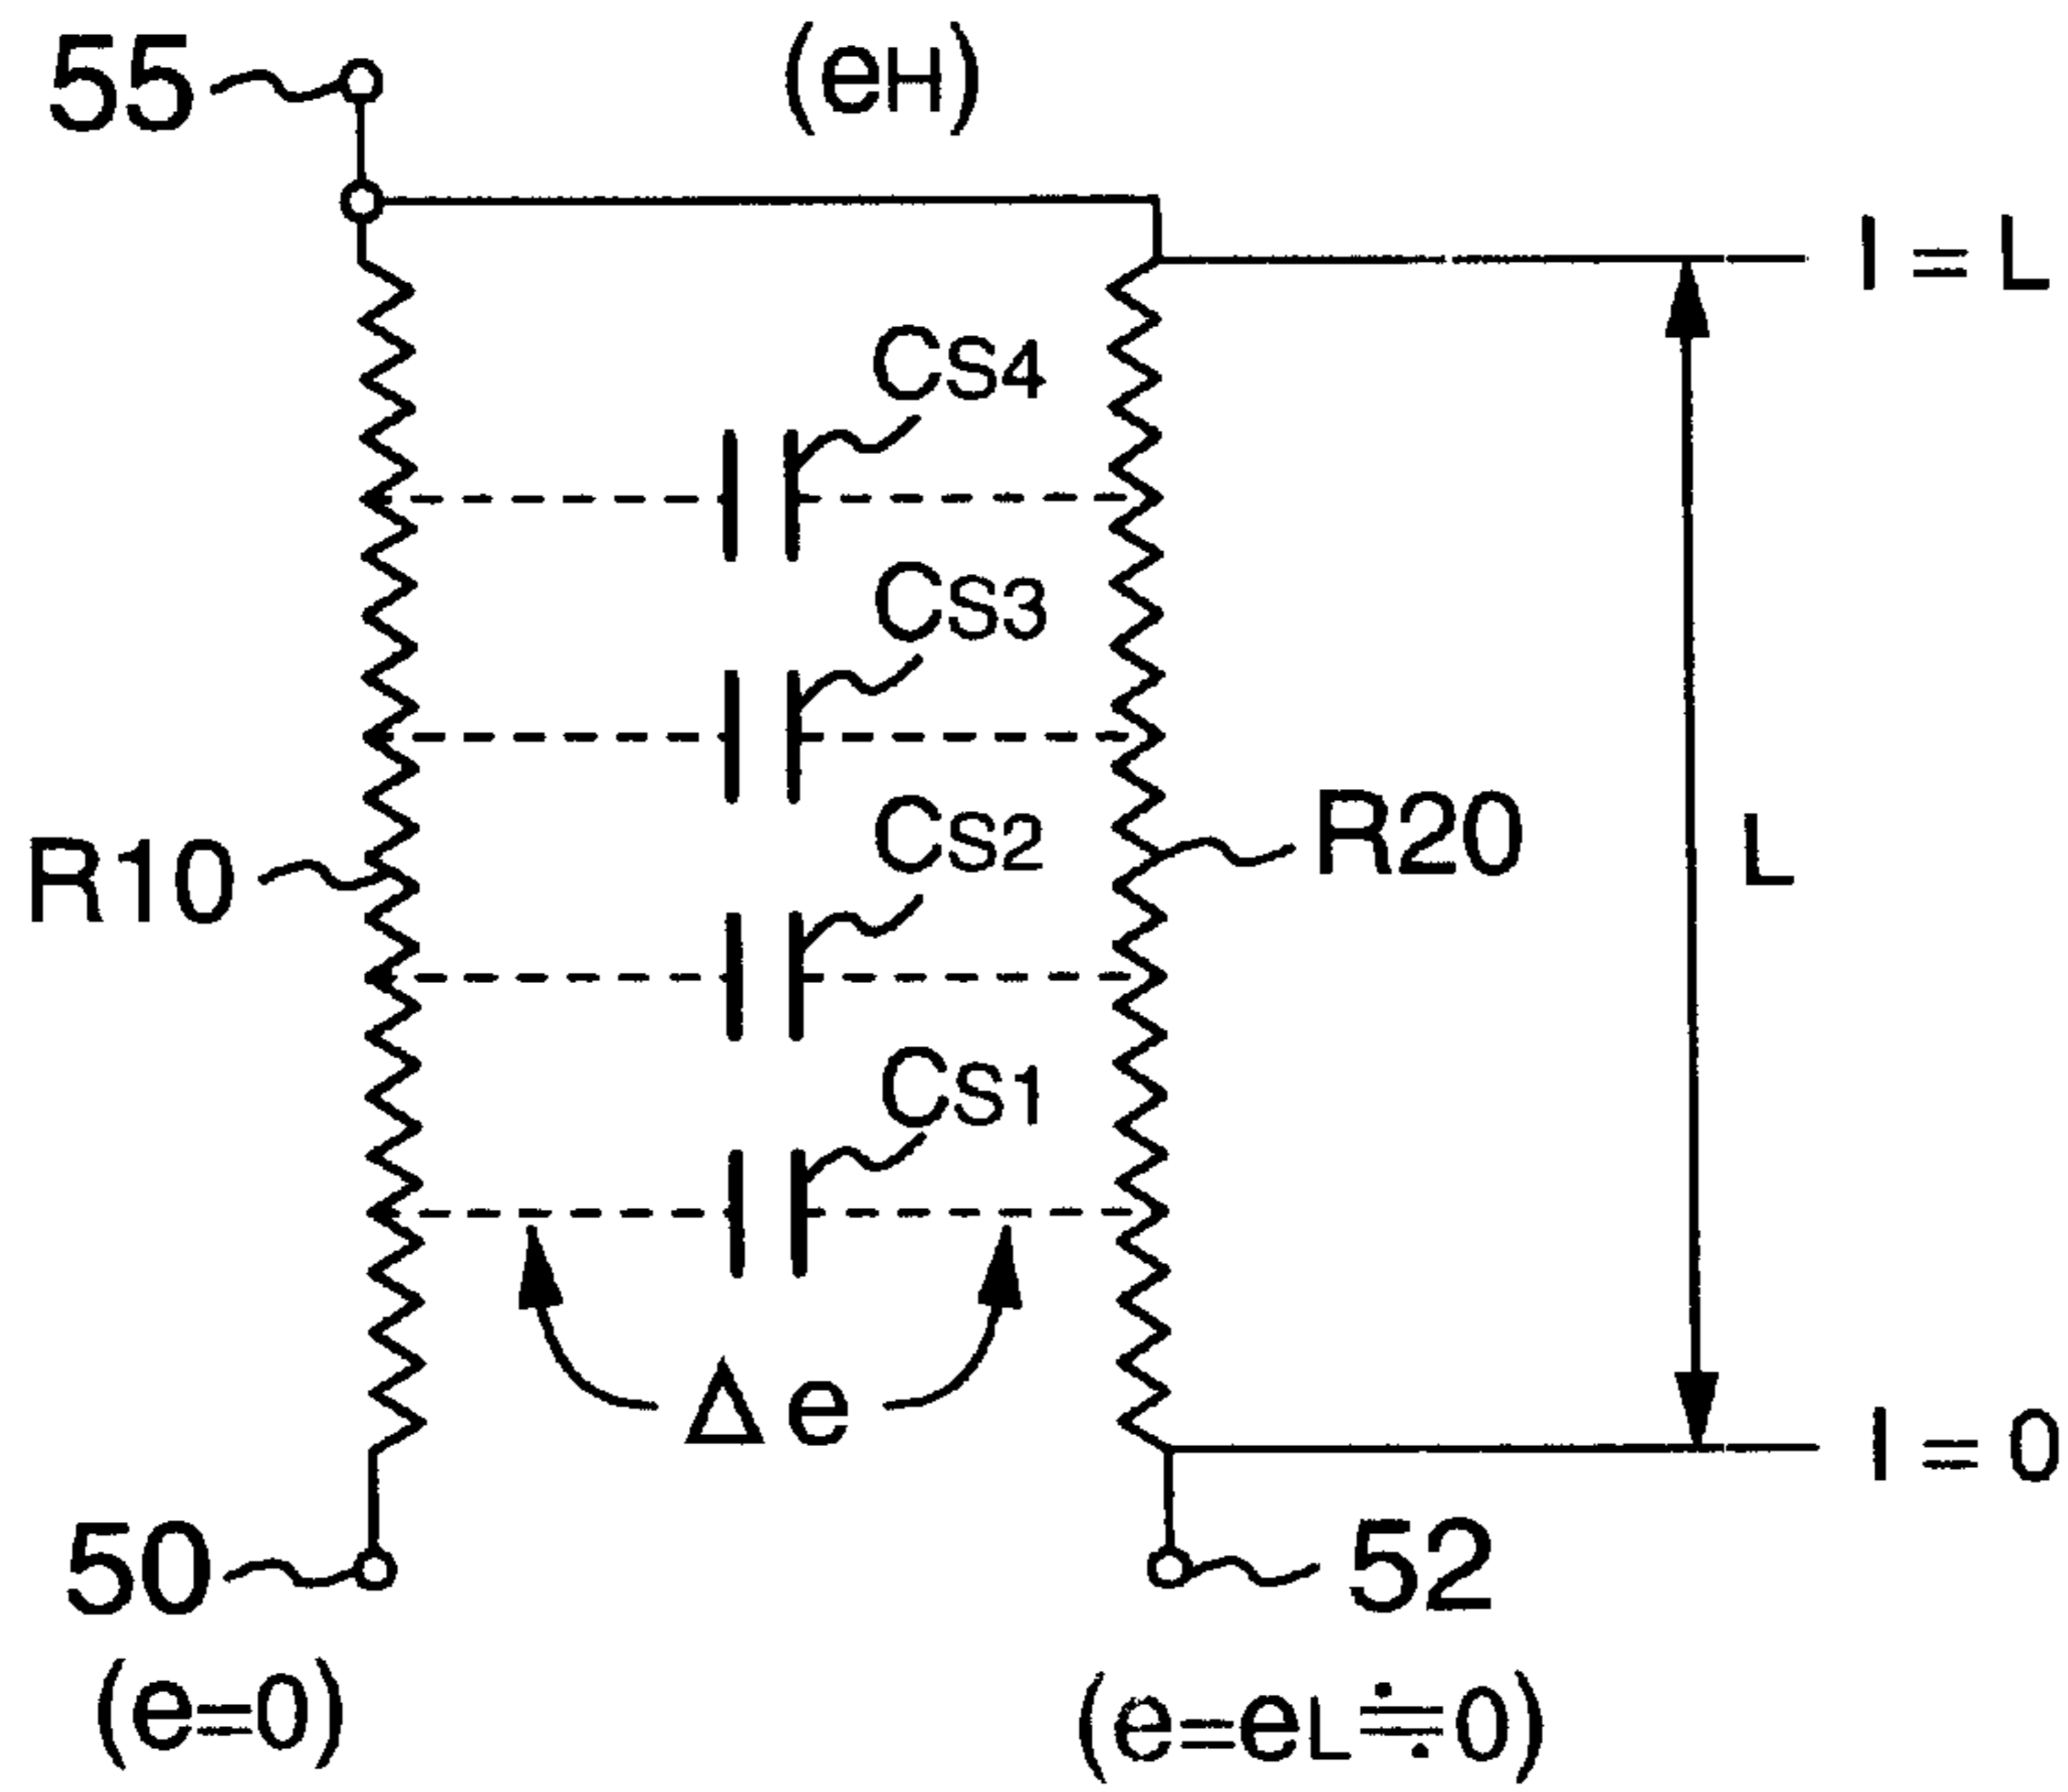 55
(eH)
l = L
CS4
CS3
CS2
R10
R20
L
CS1
Δe
l = 0
50
52
(e=0)
(e=eL≒0)